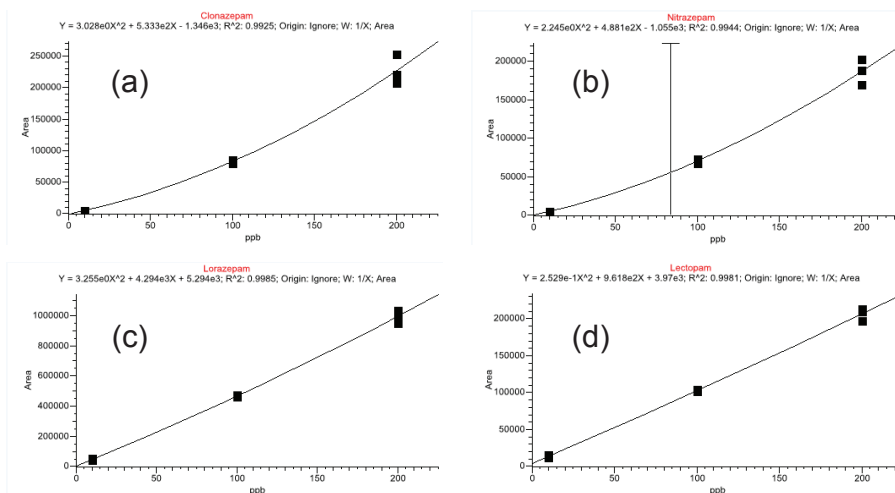 Clonazepam
Y = 3.028e0X^2 + 5.333e2X - 1.346e3; R^2: 0.9925; Origin: Ignore; W: 1/X; Area
250000
200000
150000
100000
50000
0
Area
(a)
0 50 100 150 200
ppb
Nitrazepam
Y = 2.245e0X^2 + 4.881e2X - 1.055e3; R^2: 0.9944; Origin: Ignore; W: 1/X; Area
200000
150000
100000
50000
0
Area
(b)
0 50 100 150 200
ppb
Lorazepam
Y = 3.255e0X^2 + 4.294e3X + 5.294e3; R^2: 0.9985; Origin: Ignore; W: 1/X; Area
1000000
800000
600000
400000
200000
0
Area
(c)
0 100 200
ppb
Lectopam
Y = 2.529e-1X^2 + 9.618e2X + 3.97e3; R^2: 0.9981; Origin: Ignore; W: 1/X; Area
200000
150000
100000
50000
0
Area
(d)
0 100 200
ppb